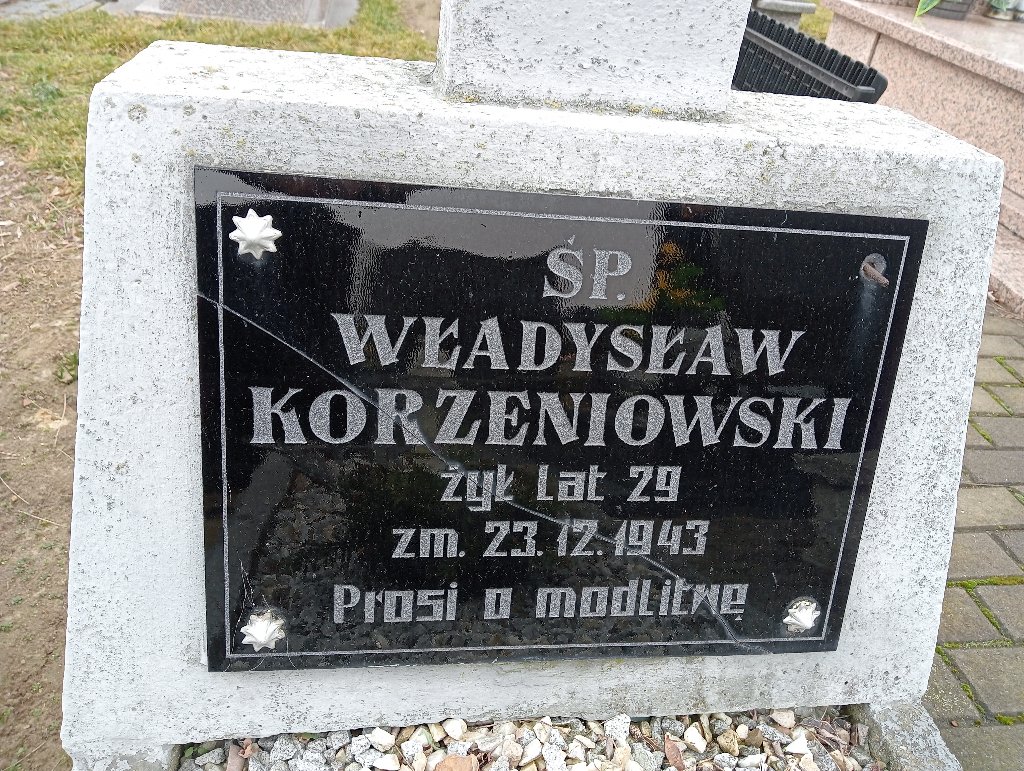 ŚP.
WŁADYSŁAW
KORZENIOWSKI
żył lat 29
zm. 23.12.1943
Prosi o modlitwę